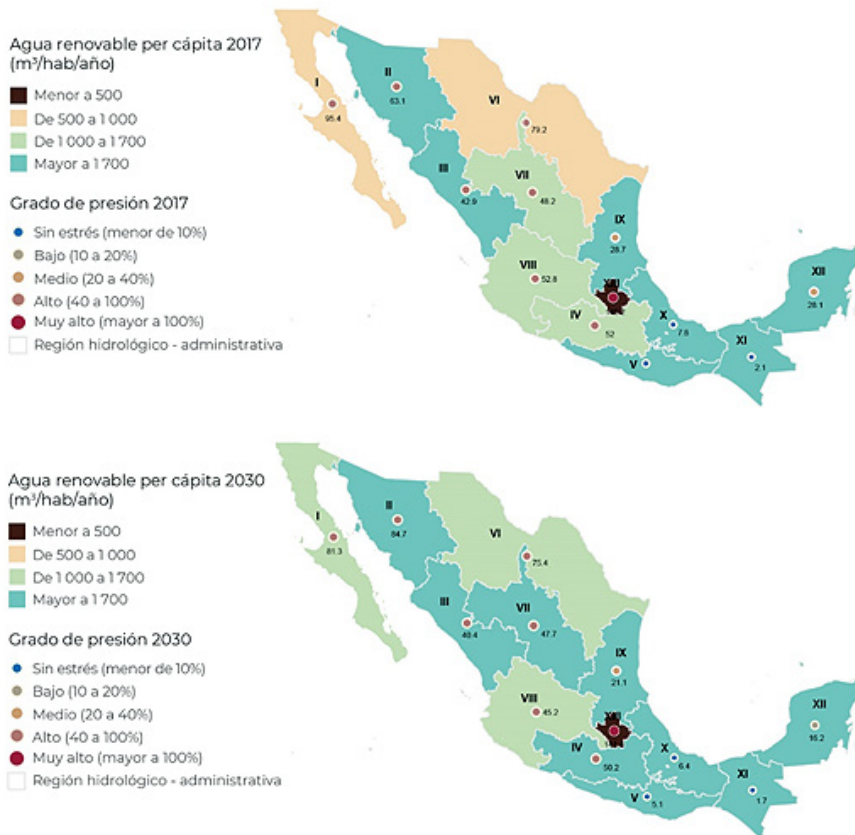 Agua renovable per cápita 2017
(m³/hab/año)
Menor a 500
De 500 a 1 000
De 1 000 a 1 700
Mayor a 1 700
Grado de presión 2017
Sin estrés (menor de 10%)
Bajo (10 a 20%)
Medio (20 a 40%)
Alto (40 a 100%)
Muy alto (mayor a 100%)
Región hidrológico - administrativa
I
95.4
II
63.1
III
42.9
VI
79.2
VII
48.2
VIII
52.8
IX
28.7
IV
52
V
X
7.6
XI
2.1
XII
28.1
Agua renovable per cápita 2030
(m³/hab/año)
Menor a 500
De 500 a 1 000
De 1 000 a 1 700
Mayor a 1 700
Grado de presión 2030
Sin estrés (menor de 10%)
Bajo (10 a 20%)
Medio (20 a 40%)
Alto (40 a 100%)
Muy alto (mayor a 100%)
Región hidrológico - administrativa
I
81.3
II
84.7
III
VI
75.4
VII
47.7
VIII
45.2
IX
21.1
IV
50.2
V
5.1
X
6.4
XI
1.7
XII
16.2